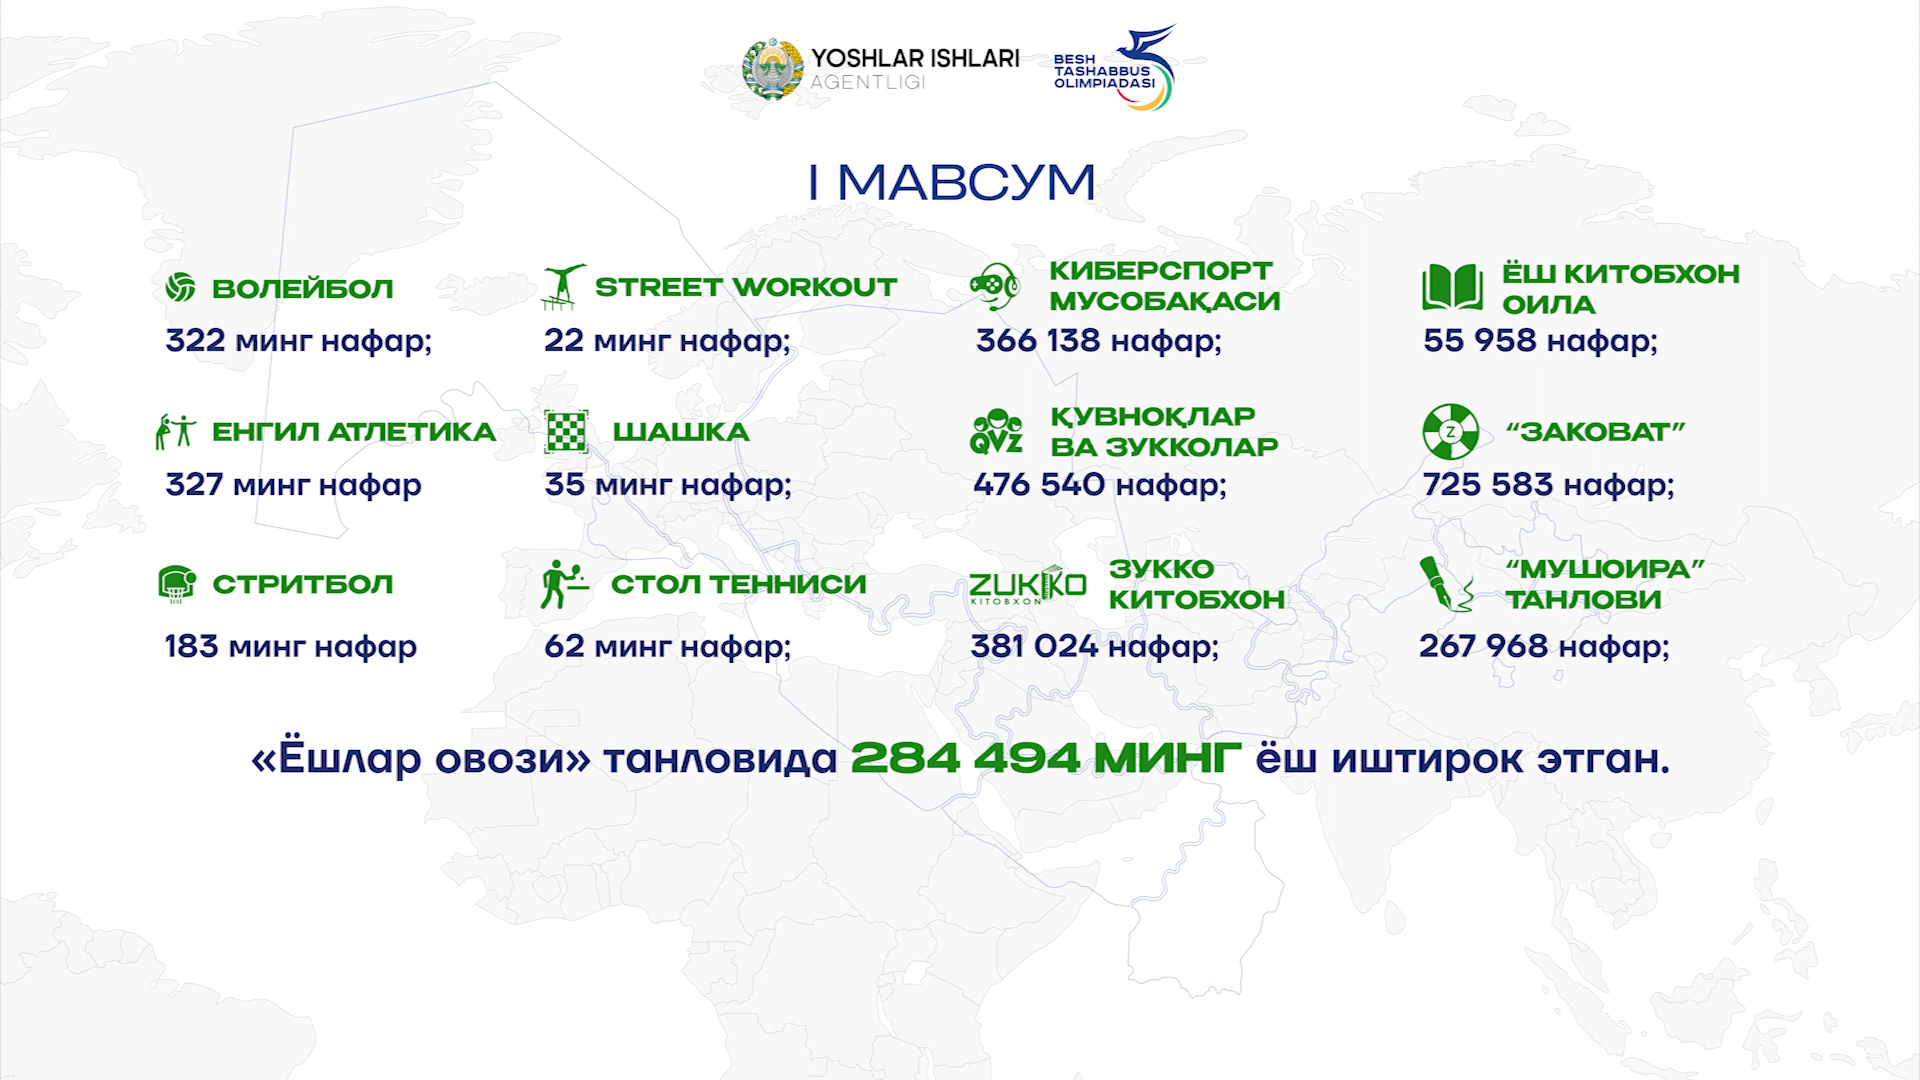 YOSHLAR ISHLARI
AGENTLIGI
BESH
TASHABBUS
OLIMPIADASI
I МАВСУМ
ВОЛЕЙБОЛ
322 минг нафар;
STREET WORKOUT
22 минг нафар;
КИБЕРСПОРТ
МУСОБАҚАСИ
366 138 нафар;
ЁШ КИТОБХОН
ОИЛА
55 958 нафар;
ЕНГИЛ АТЛЕТИКА
327 минг нафар
ШАШКА
35 минг нафар;
QVZ
ҚУВНОҚЛАР
ВА ЗУККОЛАР
476 540 нафар;
Z
“ЗАКОВАТ”
725 583 нафар;
СТРИТБОЛ
183 минг нафар
СТОЛ ТЕННИСИ
62 минг нафар;
ZUKKO
KITOBXON
ЗУККО
КИТОБХОН
381 024 нафар;
“МУШОИРА”
ТАНЛОВИ
267 968 нафар;
«Ёшлар овози» танловида 284 494 МИНГ ёш иштирок этган.